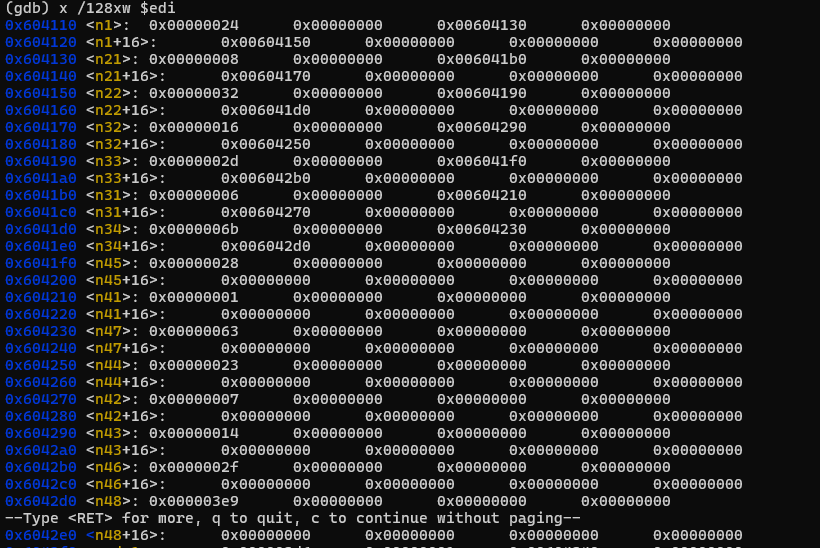 (gdb) x /128xw $edi
0x604110 <n1>: 0x00000024 0x00000000 0x00604130 0x00000000
0x604120 <n1+16>: 0x00604150 0x00000000 0x00000000 0x00000000
0x604130 <n21>: 0x00000008 0x00000000 0x006041b0 0x00000000
0x604140 <n21+16>: 0x00604170 0x00000000 0x00000000 0x00000000
0x604150 <n22>: 0x00000032 0x00000000 0x00604190 0x00000000
0x604160 <n22+16>: 0x006041d0 0x00000000 0x00000000 0x00000000
0x604170 <n32>: 0x00000016 0x00000000 0x00604290 0x00000000
0x604180 <n32+16>: 0x00604250 0x00000000 0x00000000 0x00000000
0x604190 <n33>: 0x0000002d 0x00000000 0x006041f0 0x00000000
0x6041a0 <n33+16>: 0x006042b0 0x00000000 0x00000000 0x00000000
0x6041b0 <n31>: 0x00000006 0x00000000 0x00604210 0x00000000
0x6041c0 <n31+16>: 0x00604270 0x00000000 0x00000000 0x00000000
0x6041d0 <n34>: 0x0000006b 0x00000000 0x00604230 0x00000000
0x6041e0 <n34+16>: 0x006042d0 0x00000000 0x00000000 0x00000000
0x6041f0 <n45>: 0x00000028 0x00000000 0x00000000 0x00000000
0x604200 <n45+16>: 0x00000000 0x00000000 0x00000000 0x00000000
0x604210 <n41>: 0x00000001 0x00000000 0x00000000 0x00000000
0x604220 <n41+16>: 0x00000000 0x00000000 0x00000000 0x00000000
0x604230 <n47>: 0x00000063 0x00000000 0x00000000 0x00000000
0x604240 <n47+16>: 0x00000000 0x00000000 0x00000000 0x00000000
0x604250 <n44>: 0x00000023 0x00000000 0x00000000 0x00000000
0x604260 <n44+16>: 0x00000000 0x00000000 0x00000000 0x00000000
0x604270 <n42>: 0x00000007 0x00000000 0x00000000 0x00000000
0x604280 <n42+16>: 0x00000000 0x00000000 0x00000000 0x00000000
0x604290 <n43>: 0x00000014 0x00000000 0x00000000 0x00000000
0x6042a0 <n43+16>: 0x00000000 0x00000000 0x00000000 0x00000000
0x6042b0 <n46>: 0x0000002f 0x00000000 0x00000000 0x00000000
0x6042c0 <n46+16>: 0x00000000 0x00000000 0x00000000 0x00000000
0x6042d0 <n48>: 0x000003e9 0x00000000 0x00000000 0x00000000
--Type <RET> for more, q to quit, c to continue without paging--
0x6042e0 <n48+16>: 0x00000000 0x00000000 0x00000000 0x00000000